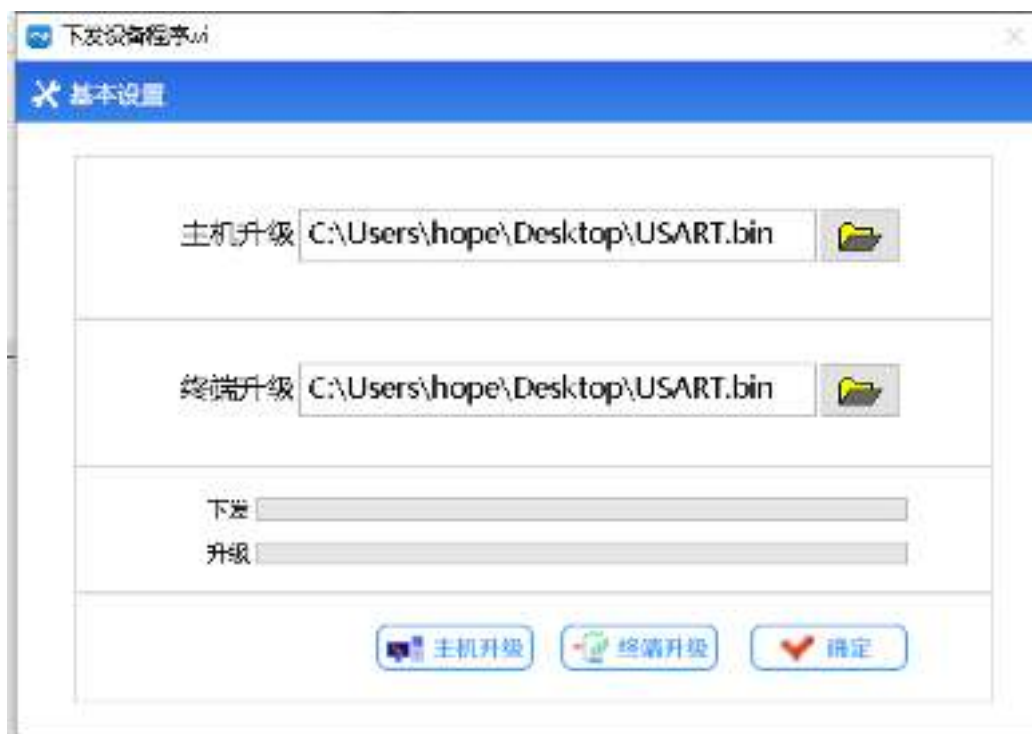 下发设备程序.vi
基本设置
主机升级 C:\Users\hope\Desktop\USART.bin
终端升级 C:\Users\hope\Desktop\USART.bin
下发
升级
主机升级 终端升级 确定